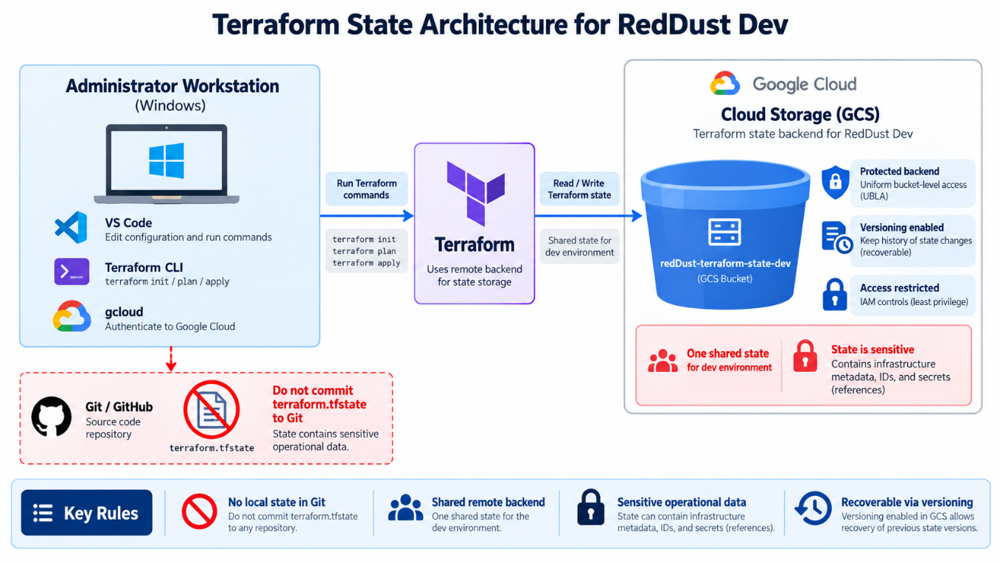 Terraform State Architecture for RedDust Dev
Administrator Workstation
(Windows)
VS Code
Edit configuration and run commands
Terraform CLI
terraform init / plan / apply
gcloud
Authenticate to Google Cloud
Run Terraform
commands
terraform init
terraform plan
terraform apply
Terraform
Uses remote backend
for state storage
Read / Write
Terraform state
Shared state for
dev environment
Google Cloud
Cloud Storage (GCS)
Terraform state backend for RedDust Dev
redDust-terraform-state-dev
(GCS Bucket)
Protected backend
Uniform bucket-level access
(UBLA)
Versioning enabled
Keep history of state changes
(recoverable)
Access restricted
IAM controls (least privilege)
One shared state
for dev environment
State is sensitive
Contains infrastructure
metadata, IDs, and secrets
(references)
Git / GitHub
Source code
repository
terraform.tfstate
Do not commit
terraform.tfstate
to Git
State contains sensitive
operational data.
Key Rules
No local state in Git
Do not commit terraform.tfstate
to any repository.
Shared remote backend
One shared state for the
dev environment.
Sensitive operational data
State can contain infrastructure
metadata, IDs, and secrets (references).
Recoverable via versioning
Versioning enabled in GCS allows
recovery of previous state versions.